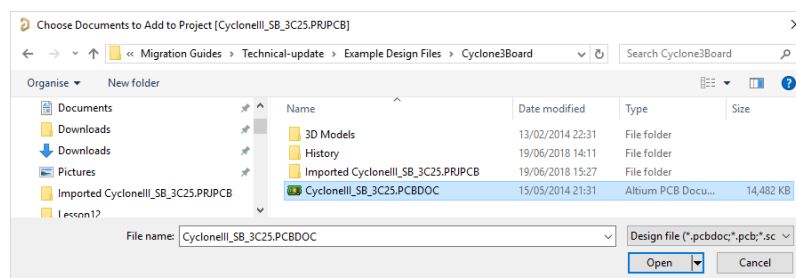 Choose Documents to Add to Project [CycloneIII_SB_3C25.PRJPCB]
« Migration Guides › Technical-update › Example Design Files › Cyclone3Board
Search Cyclone3Board
Organise
New folder
Documents
Downloads
Downloads
Pictures
Imported CycloneIII_SB_3C25.PRJPCB
Lesson12
Name Date modified Type Size
3D Models 13/02/2014 22:31 File folder
History 19/06/2018 14:11 File folder
Imported CycloneIII_SB_3C25.PRJPCB 19/06/2018 15:27 File folder
CycloneIII_SB_3C25.PCBDOC 15/05/2014 21:31 Altium PCB Docu... 14,482 KB
File name: CycloneIII_SB_3C25.PCBDOC
Design file (*.pcbdoc;*.pcb;*.sc
Open
Cancel